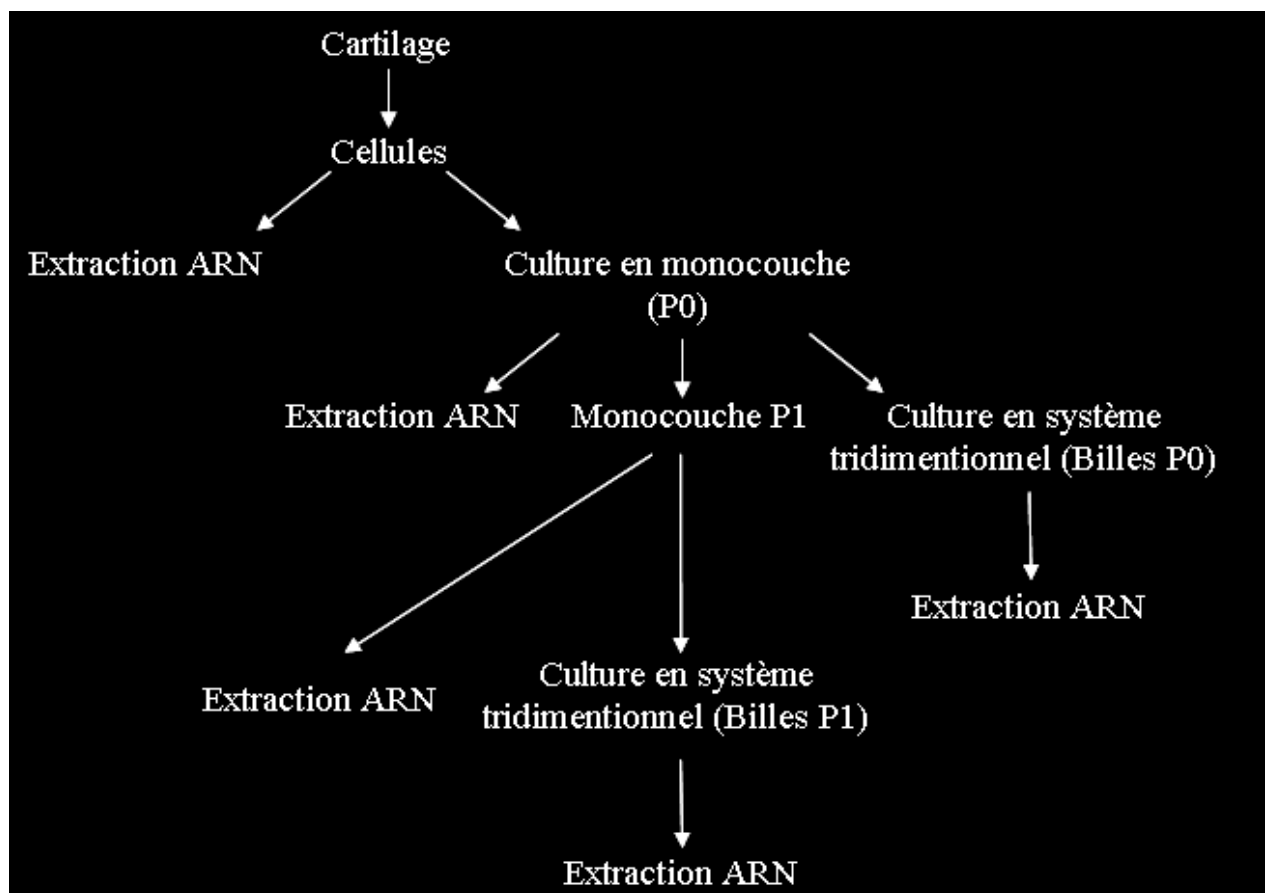 Cartilage
Cellules
Extraction ARN
Culture en monocouche
(P0)
Extraction ARN
Monocouche P1
Culture en système
tridimentionnel (Billes P0)
Extraction ARN
Extraction ARN
Culture en système
tridimentionnel (Billes P1)
Extraction ARN